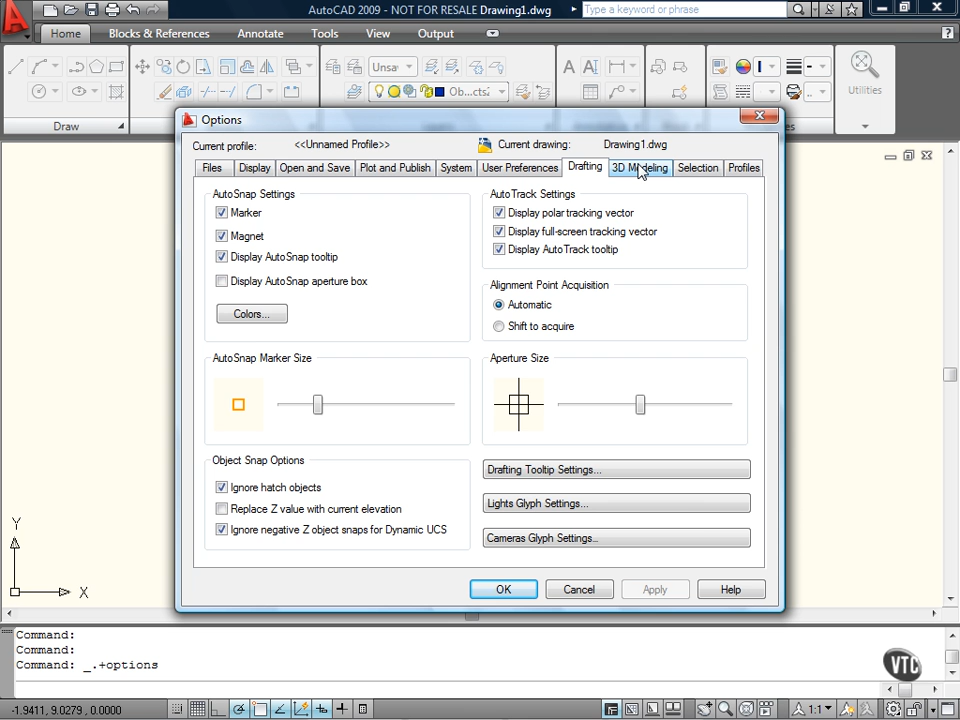 AutoCAD 2009 - NOT FOR RESALE Drawing1.dwg
Type a keyword or phrase
Home Blocks & References Annotate Tools View Output
Unsa
Ob...cts2
Utilities
Draw
Options
Current profile: <<Unnamed Profile>> Current drawing: Drawing1.dwg
Files Display Open and Save Plot and Publish System User Preferences Drafting 3D Modeling Selection Profiles
AutoSnap Settings
Marker
Magnet
Display AutoSnap tooltip
Display AutoSnap aperture box
Colors...
AutoTrack Settings
Display polar tracking vector
Display full-screen tracking vector
Display AutoTrack tooltip
Alignment Point Acquisition
Automatic
Shift to acquire
AutoSnap Marker Size
Aperture Size
Object Snap Options
Ignore hatch objects
Replace Z value with current elevation
Ignore negative Z object snaps for Dynamic UCS
Drafting Tooltip Settings...
Lights Glyph Settings...
Cameras Glyph Settings...
OK Cancel Apply Help
Y
X
Command:
Command:
Command: _.+options
VTC
-1.9411, 9.0279 , 0.0000
1:1